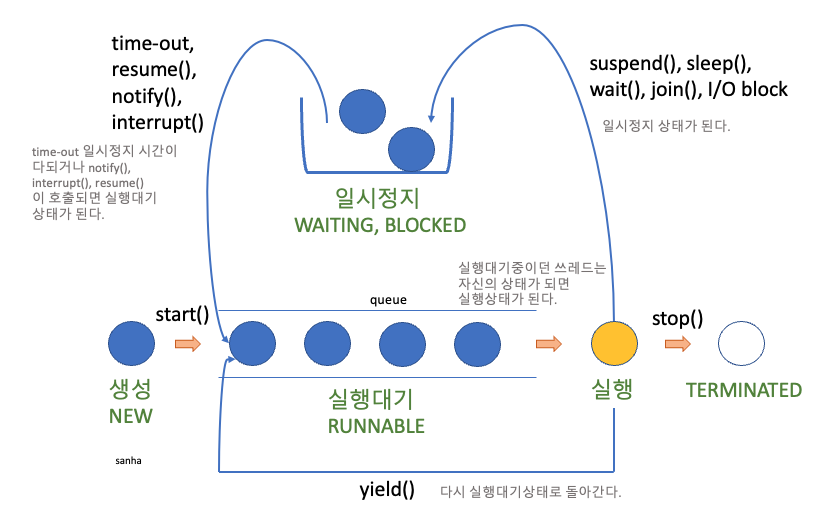 time-out,
resume(),
notify(),
interrupt()
time-out 일시정지 시간이
다되거나 notify(),
interrupt(), resume()
이 호출되면 실행대기
상태가 된다.
suspend(), sleep(),
wait(), join(), I/O block
일시정지 상태가 된다.
일시정지
WAITING, BLOCKED
실행대기중이던 쓰레드는
자신의 상태가 되면
실행상태가 된다.
queue
start()
stop()
생성
NEW
실행대기
RUNNABLE
실행
TERMINATED
sanha
yield()
다시 실행대기상태로 돌아간다.